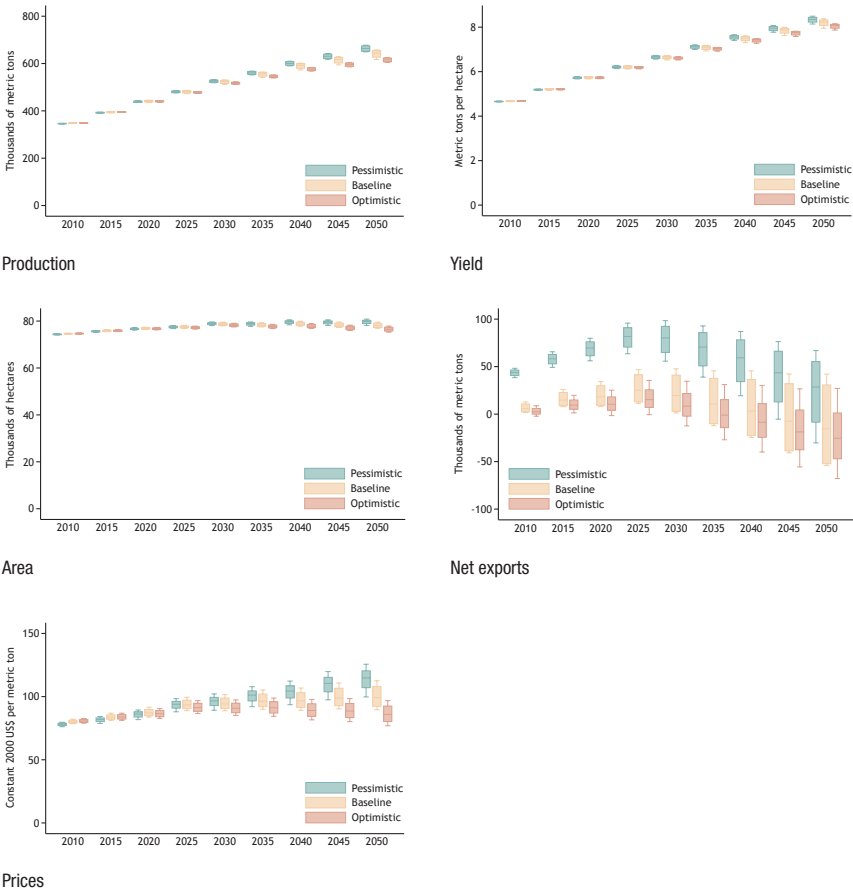 800
600
400
200
0
Thousands of metric tons
Pessimistic
Baseline
Optimistic
2010 2015 2020 2025 2030 2035 2040 2045 2050
Production
8
6
4
2
0
Metric tons per hectare
Pessimistic
Baseline
Optimistic
2010 2015 2020 2025 2030 2035 2040 2045 2050
Yield
80
60
40
20
0
Thousands of hectares
Pessimistic
Baseline
Optimistic
2010 2015 2020 2025 2030 2035 2040 2045 2050
Area
100
50
0
-50
-100
Thousands of metric tons
Pessimistic
Baseline
Optimistic
2010 2015 2020 2025 2030 2035 2040 2045 2050
Net exports
150
100
50
0
Constant 2000 US$ per metric ton
Pessimistic
Baseline
Optimistic
2010 2015 2020 2025 2030 2035 2040 2045 2050
Prices